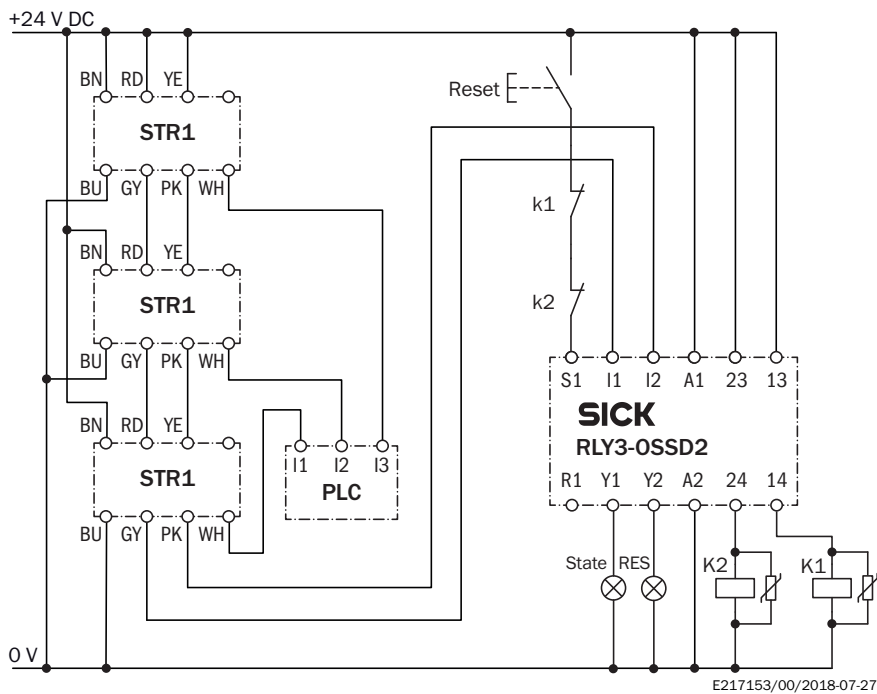 +24 V DC
BN RD YE
STR1
BU GY PK WH
BN RD YE
STR1
BU GY PK WH
BN RD YE
STR1
BU GY PK WH
I1 I2 I3
PLC
Reset
k1
k2
S1 I1 I2 A1 23 13
SICK
RLY3-OSSD2
R1 Y1 Y2 A2 24 14
State RES K2 K1
0 V
E217153/00/2018-07-27